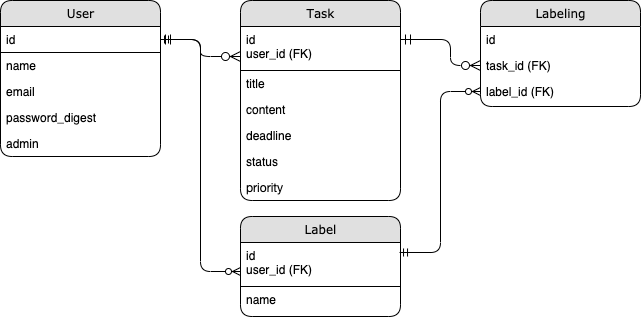 User
id
name
email
password_digest
admin
Task
id
user_id (FK)
title
content
deadline
status
priority
Label
id
user_id (FK)
name
Labeling
id
task_id (FK)
label_id (FK)